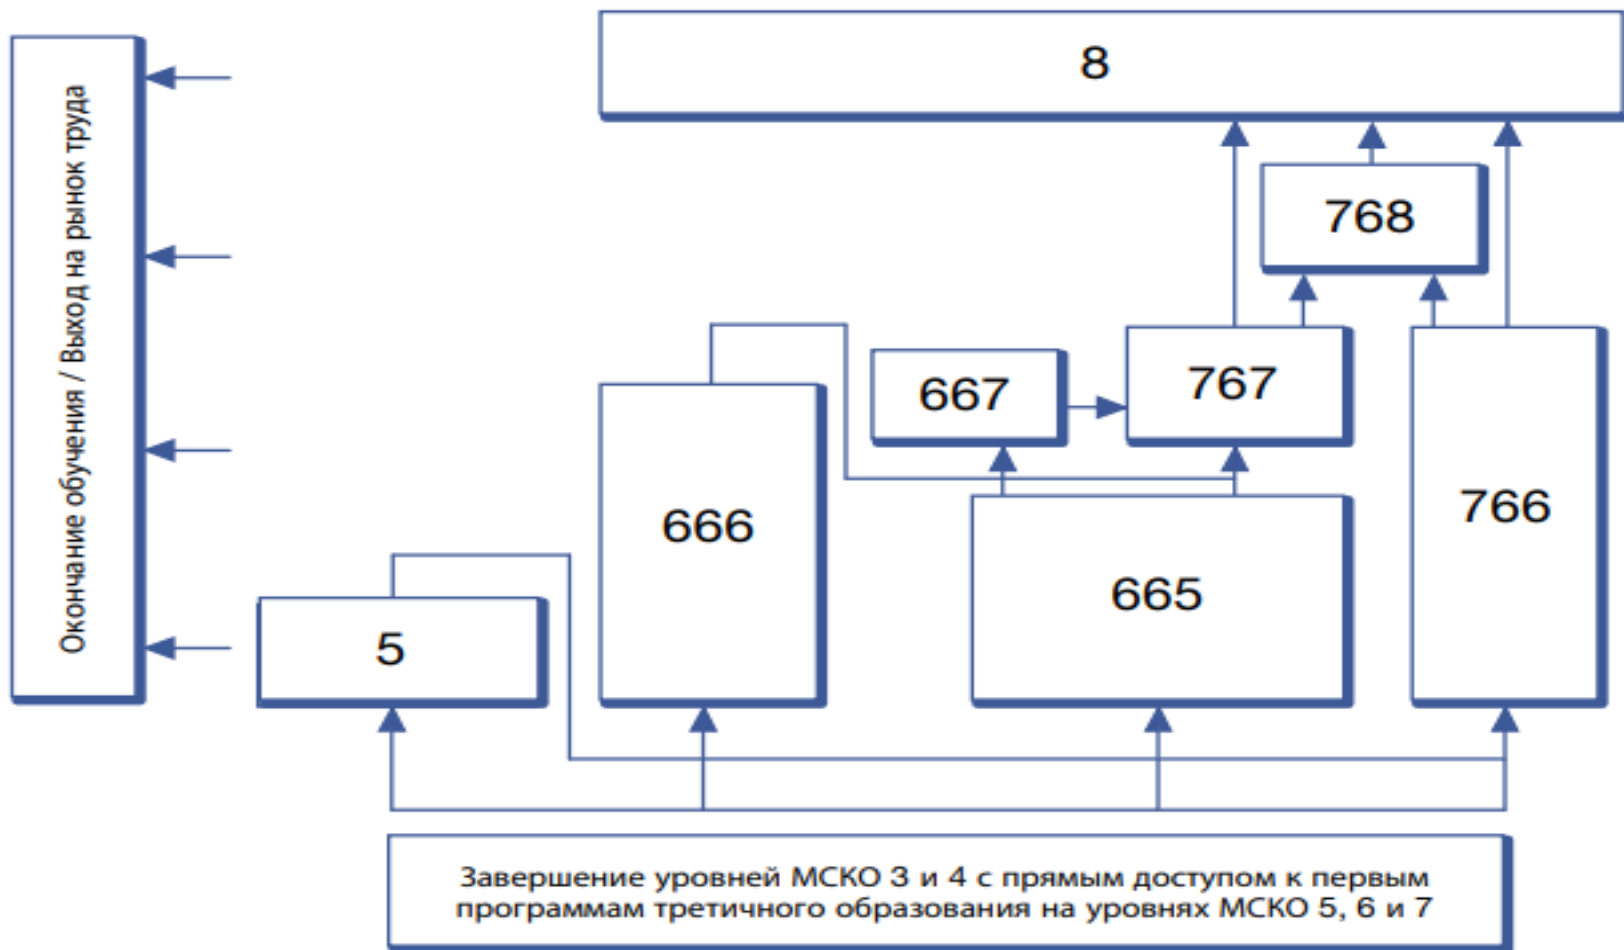 Окончание обучения / Выход на рынок труда
8
768
667
767
666
766
665
5
Завершение уровней МСКО 3 и 4 с прямым доступом к первым
программам третичного образования на уровнях МСКО 5, 6 и 7